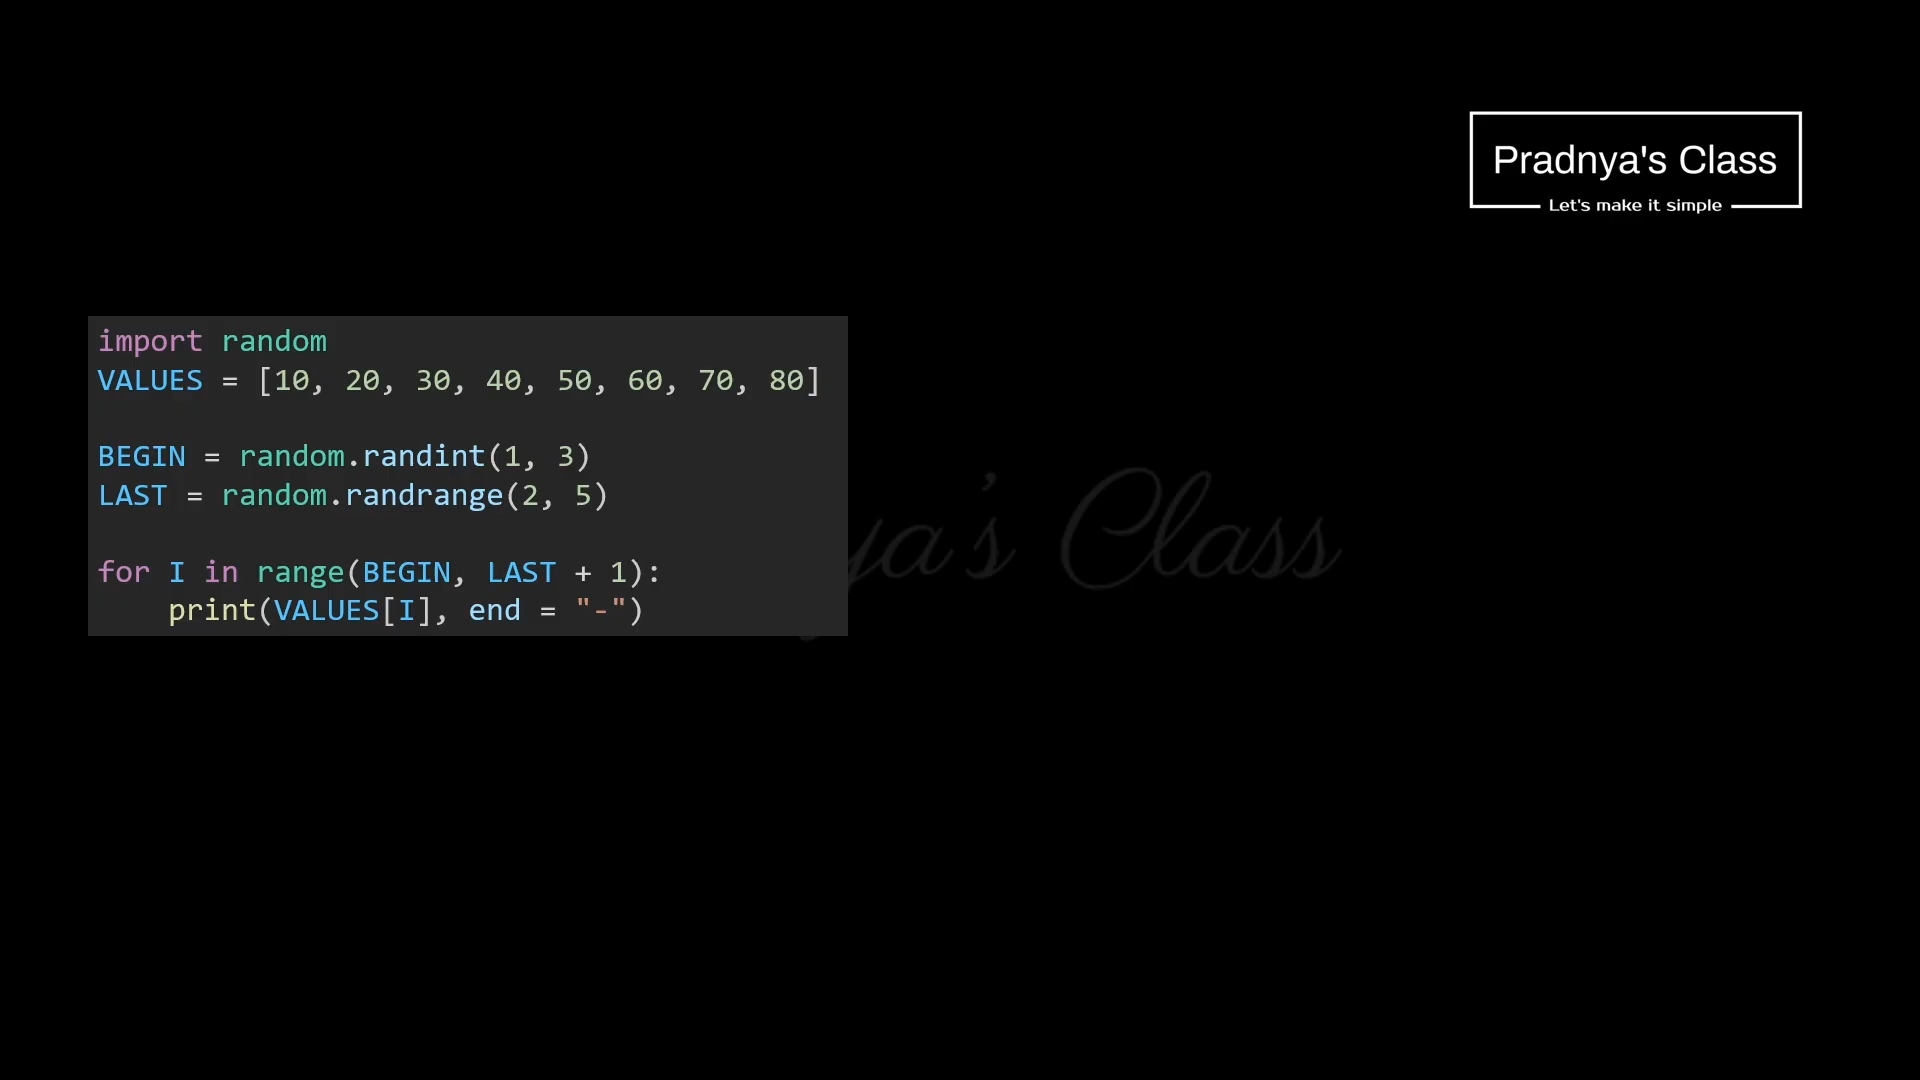 Pradnya's Class
Let's make it simple
import random
VALUES = [10, 20, 30, 40, 50, 60, 70, 80]
BEGIN = random.randint(1, 3)
LAST = random.randrange(2, 5)
for I in range(BEGIN, LAST + 1):
    print(VALUES[I], end = "-")
Class